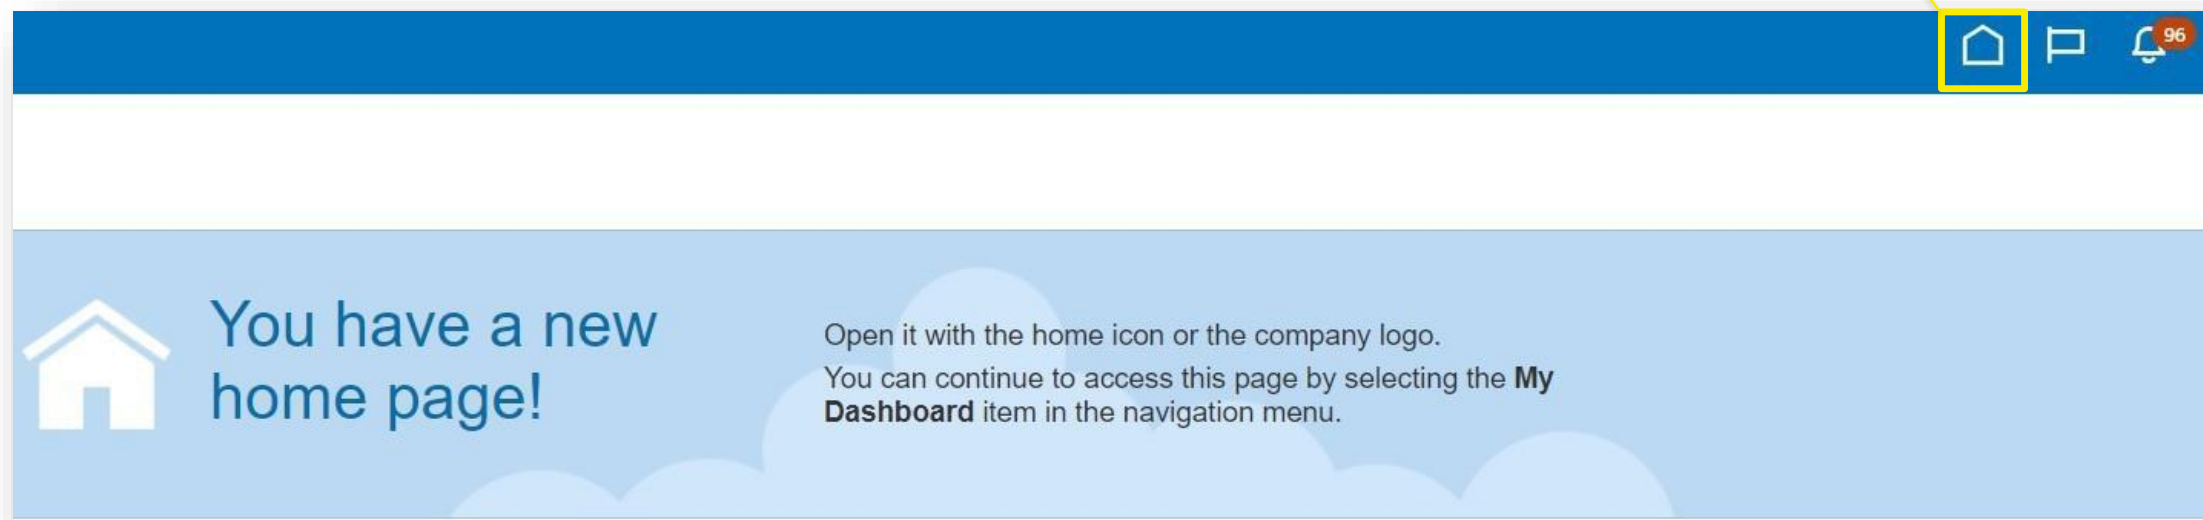 96
You have a new
home page!
Open it with the home icon or the company logo.
You can continue to access this page by selecting the My
Dashboard item in the navigation menu.